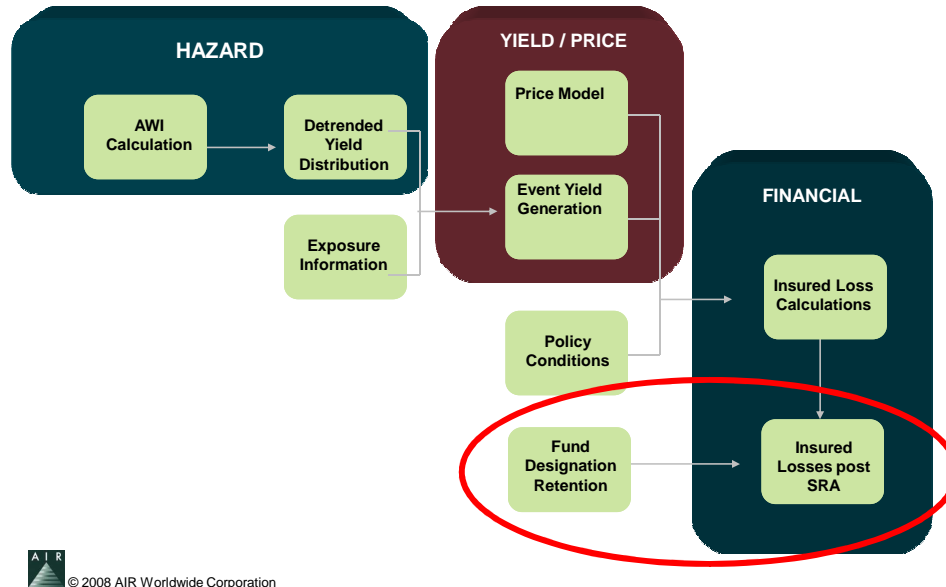 HAZARD
AWI
Calculation
Detrended
Yield
Distribution
Exposure
Information
YIELD / PRICE
Price Model
Event Yield
Generation
Policy
Conditions
Fund
Designation
Retention
FINANCIAL
Insured Loss
Calculations
Insured
Losses post
SRA
A I R
© 2008 AIR Worldwide Corporation